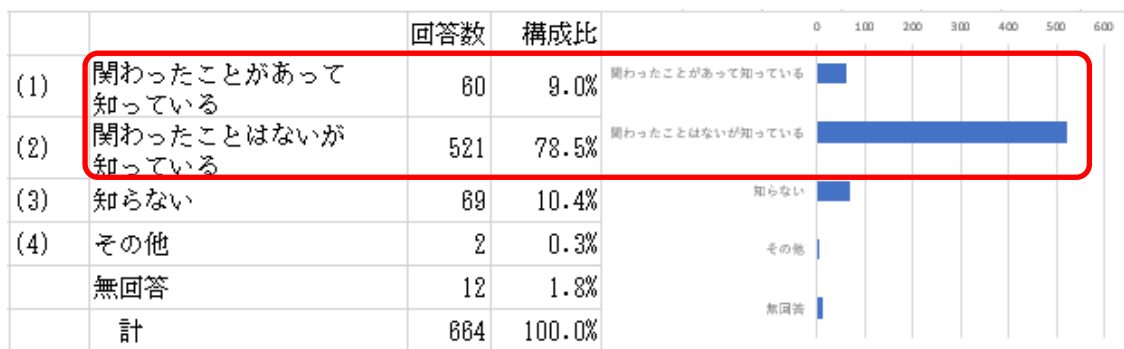 回答数 構成比
(1) 関わったことがあって
知っている 60 9.0%
(2) 関わったことはないが
知っている 521 78.5%
(3) 知らない 69 10.4%
(4) その他 2 0.3%
無回答 12 1.8%
計 664 100.0%
0 100 200 300 400 500 600
関わったことがあって知っている
関わったことはないが知っている
知らない
その他
無回答